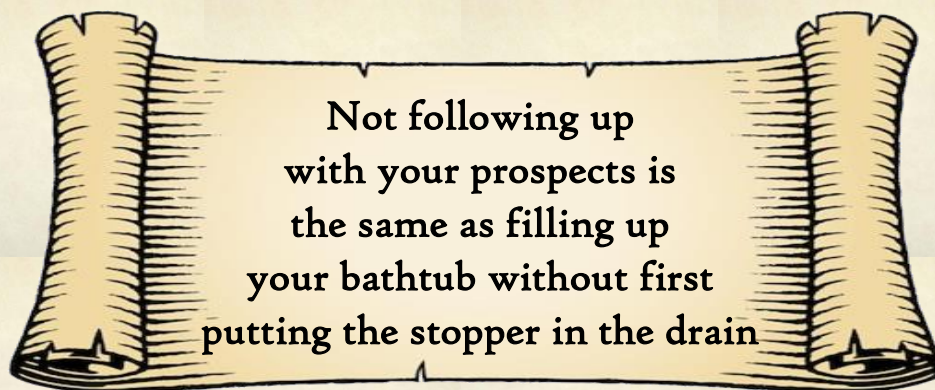 Not following up
with your prospects is
the same as filling up
your bathtub without first
putting the stopper in the drain